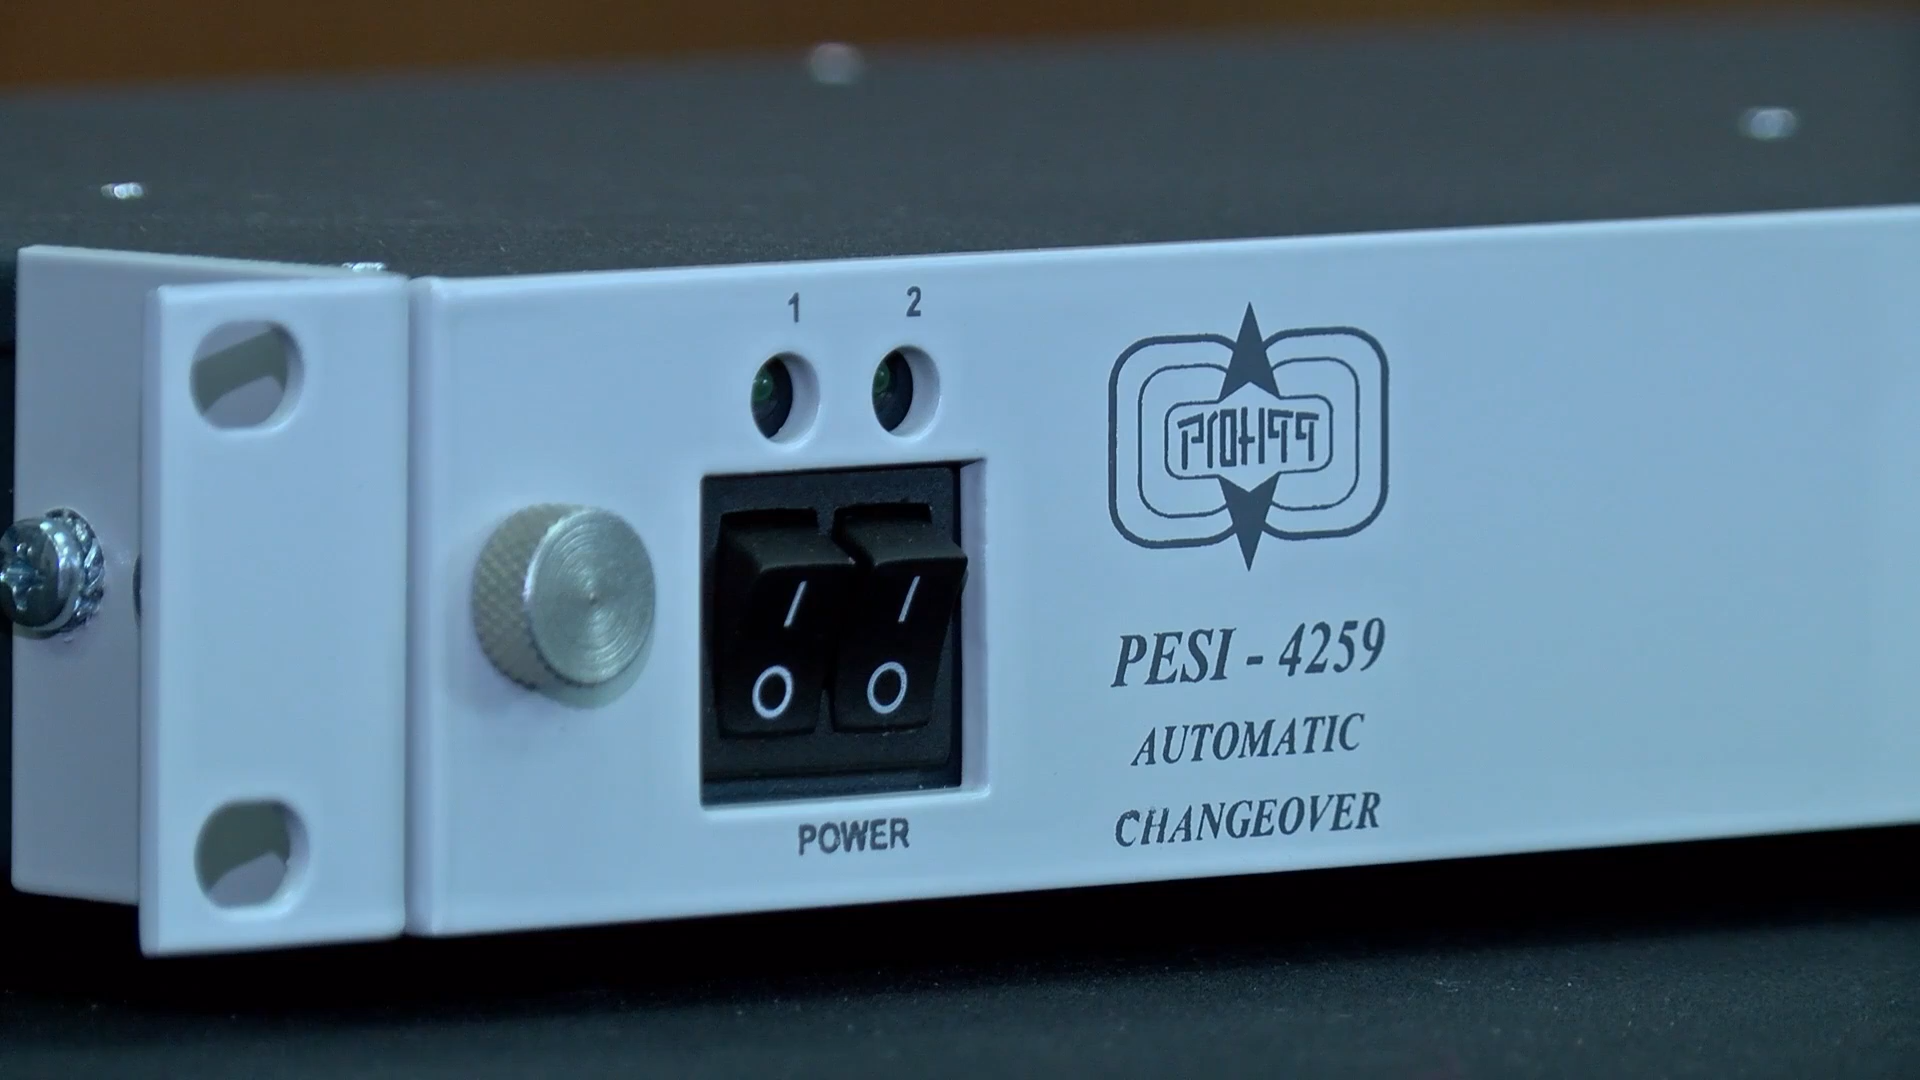 1 2
/ /
O O
POWER
PESI - 4259
AUTOMATIC
CHANGEOVER